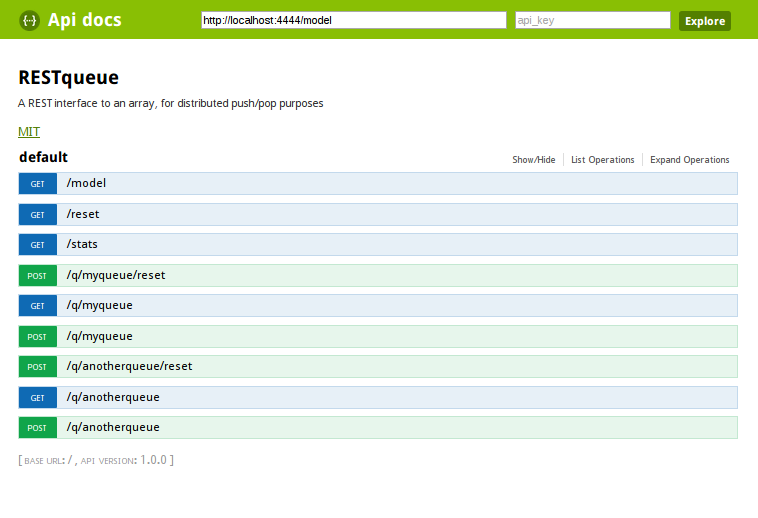 {···} Api docs http://localhost:4444/model api_key Explore
RESTqueue
A REST interface to an array, for distributed push/pop purposes
MIT
default Show/Hide List Operations Expand Operations
GET /model
GET /reset
GET /stats
POST /q/myqueue/reset
GET /q/myqueue
POST /q/myqueue
POST /q/anotherqueue/reset
GET /q/anotherqueue
POST /q/anotherqueue
[ BASE URL: / , API VERSION: 1.0.0 ]